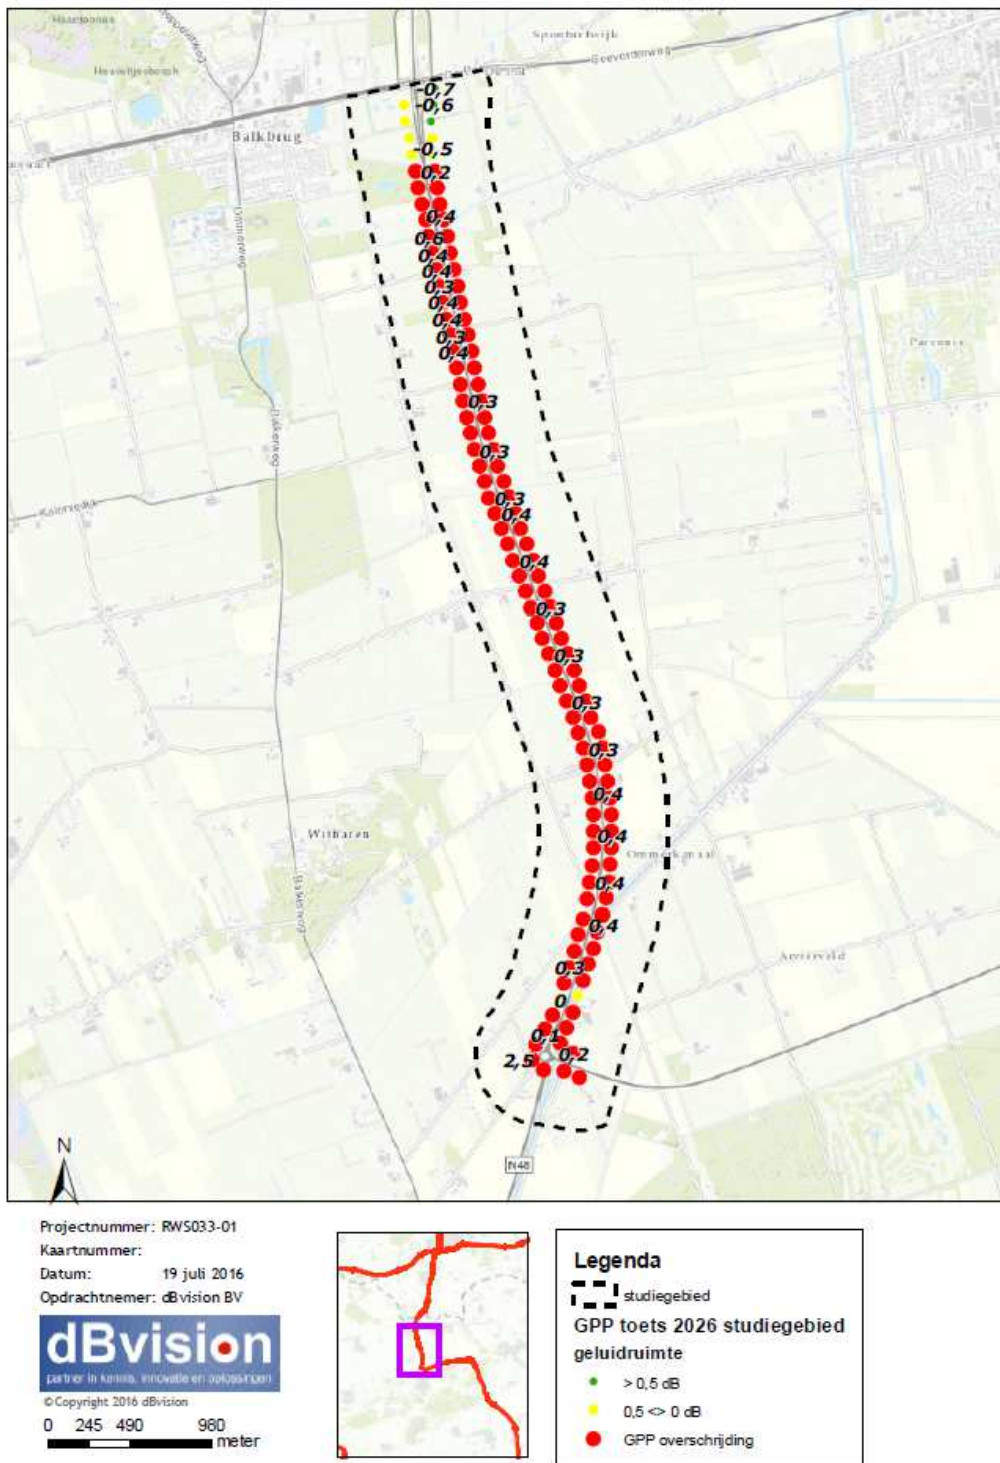 Balkbrug
-0,7
-0,6
-0,5
0,2
0,4
0,6
0,4
0,4
0,3
0,4
0,4
0,3
0,4
0,3
0,3
0,3
0,4
0,4
0,3
0,3
0,3
0,3
0,4
0,4
Witharen
Ommerkanaal
0,4
0,4
Arriërveld
0,3
0
0,1
0,2
2,5
N48
N
Projectnummer: RWS033-01
Kaartnummer:
Datum: 19 juli 2016
Opdrachtnemer: dBvision BV
dBvision
partner in kennis, innovatie en oplossingen
©Copyright 2016 dBvision
0 245 490 980
meter
Legenda
studiegebied
GPP toets 2026 studiegebied
geluidruimte
> 0,5 dB
0,5 <> 0 dB
GPP overschrijding